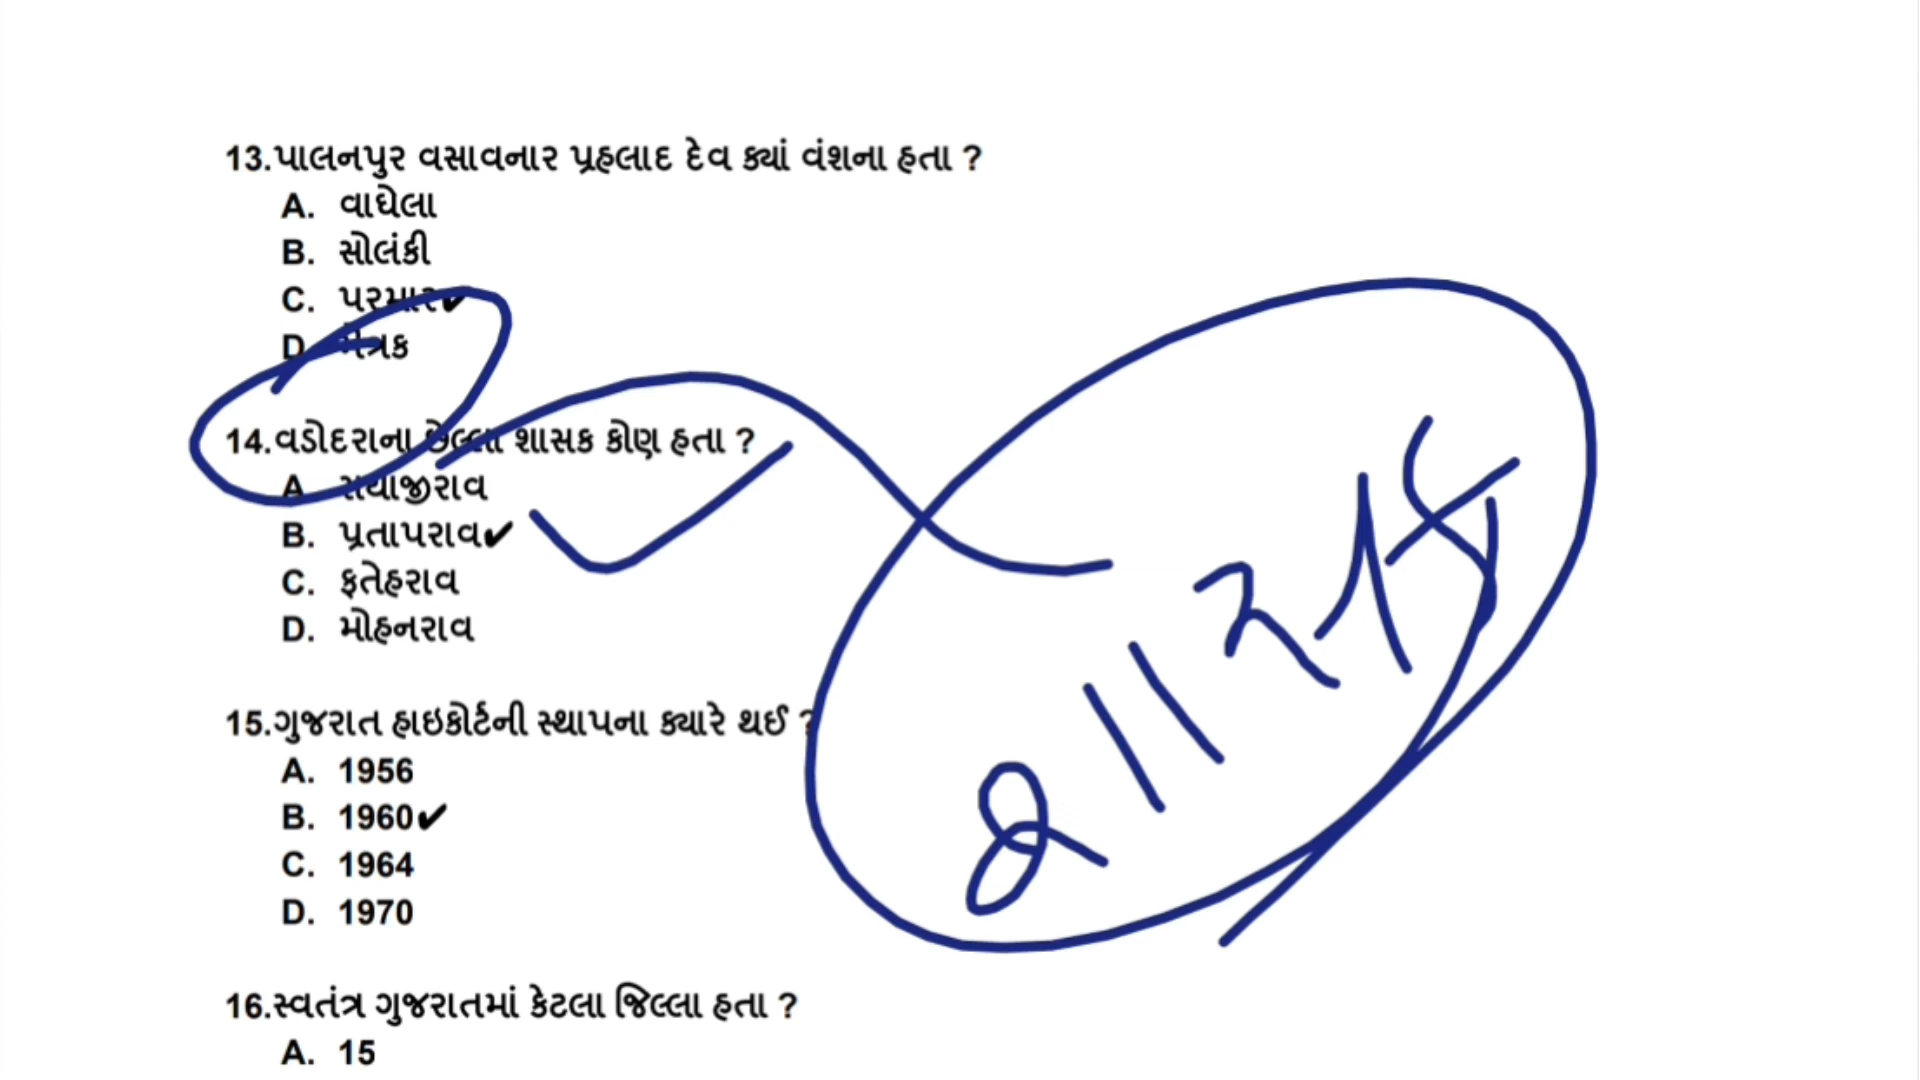 13.પાલનપુર વસાવનાર પ્રહલાદ દેવ ક્યાં વંશના હતા ?
A. વાઘેલા
B. સોલંકી
C. પરમાર✔
D. મૈત્રક
14.વડોદરાના છેલ્લા શાસક કોણ હતા ?
A. સયાજીરાવ
B. પ્રતાપરાવ✔
C. ફતેહરાવ
D. મોહનરાવ
15.ગુજરાત હાઇકોર્ટની સ્થાપના ક્યારે થઈ ?
A. 1956
B. 1960✔
C. 1964
D. 1970
16.સ્વતંત્ર ગુજરાતમાં કેટલા જિલ્લા હતા ?
A. 15